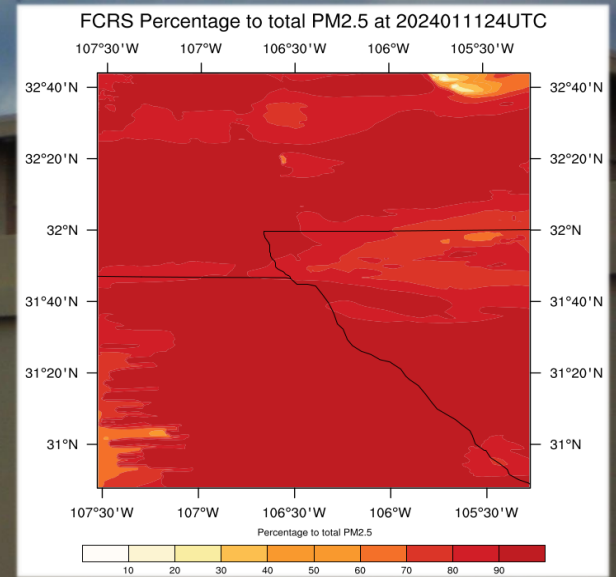 FCRS Percentage to total PM2.5 at 2024011124UTC
107°30'W 107°W 106°30'W 106°W 105°30'W
32°40'N 32°40'N
32°20'N 32°20'N
32°N 32°N
31°40'N 31°40'N
31°20'N 31°20'N
31°N 31°N
107°30'W 107°W 106°30'W 106°W 105°30'W
Percentage to total PM2.5
10 20 30 40 50 60 70 80 90